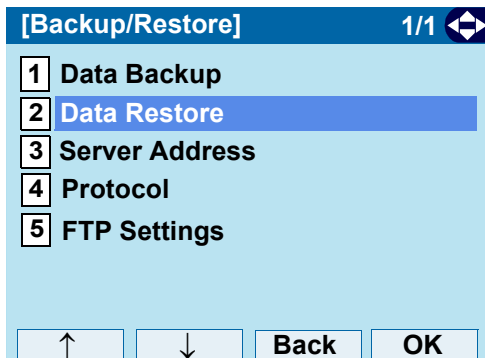 [Backup/Restore] 1/1
1 Data Backup
2 Data Restore
3 Server Address
4 Protocol
5 FTP Settings
↑ ↓ Back OK